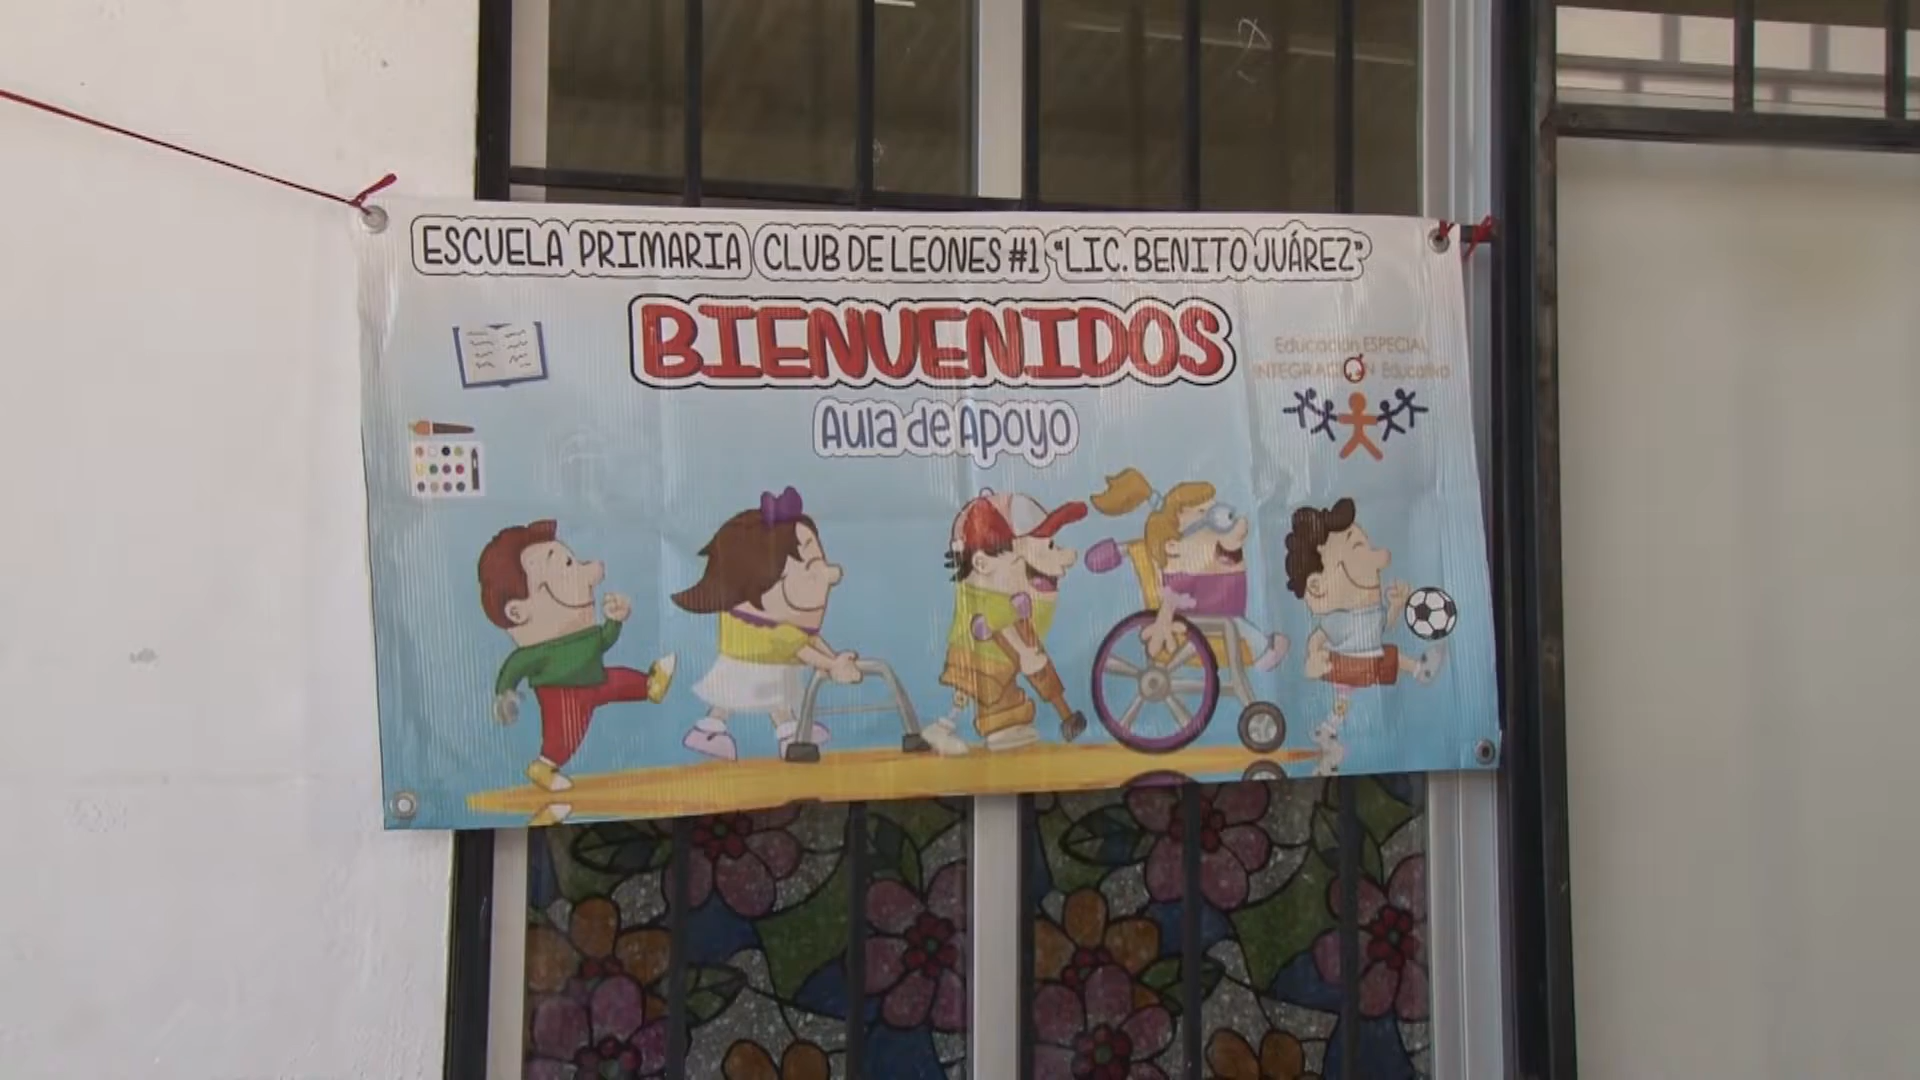 ESCUELA PRIMARIA CLUB DE LEONES #1 "LIC. BENITO JUÁREZ"
BIENVENIDOS
Aula de Apoyo
Educación ESPECIAL
INTEGRACIÓN Educativa